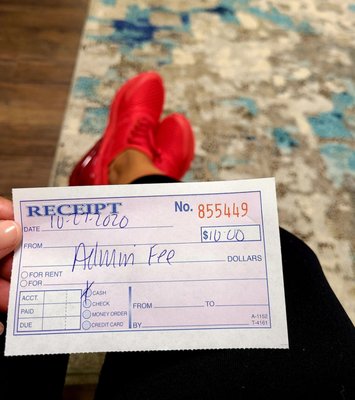 RECEIPT No. 855449
DATE 10-27-2020
FROM $10.00
Admin Fee DOLLARS
FOR RENT
FOR
ACCT. CASH
PAID CHECK FROM TO
DUE MONEY ORDER
CREDIT CARD BY
A-1152
T-4161